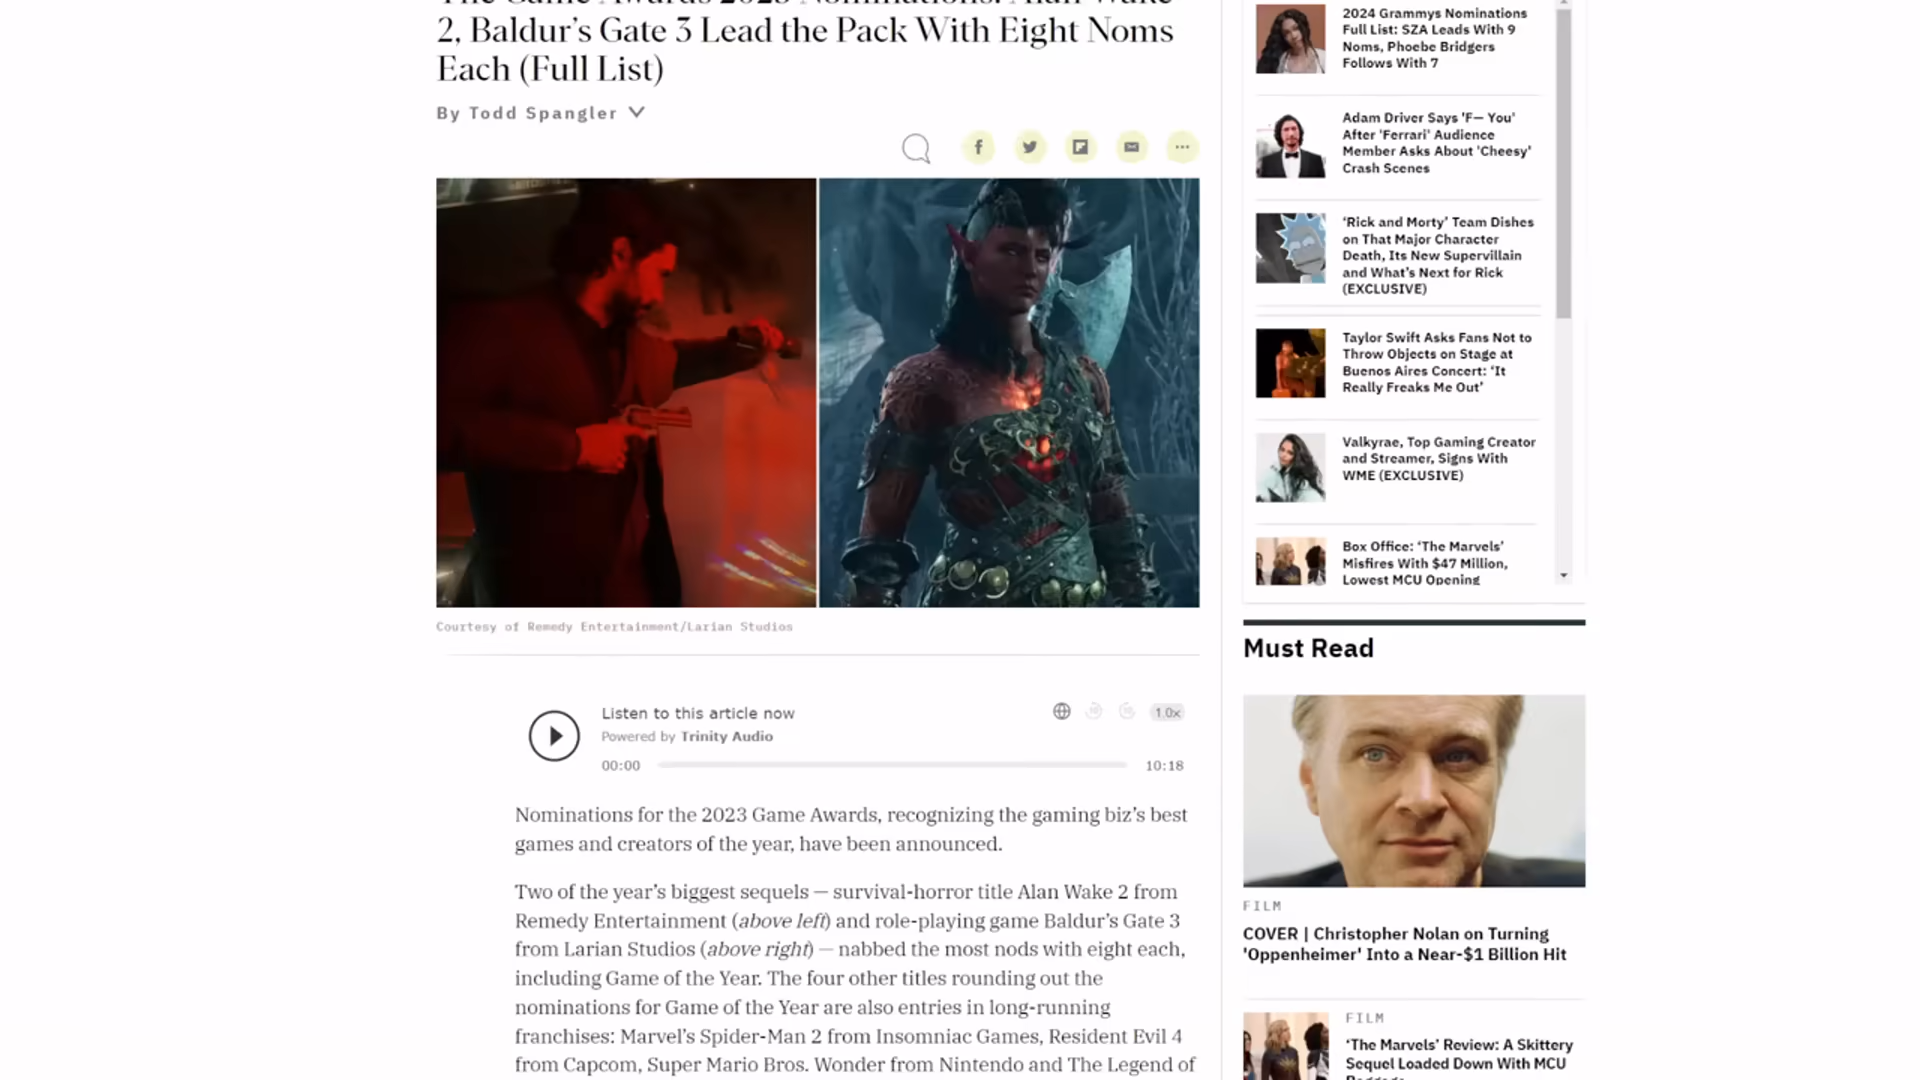 The Game Awards 2023 Nominations: Alan Wake
2, Baldur’s Gate 3 Lead the Pack With Eight Noms
Each (Full List)
By Todd Spangler
Courtesy of Remedy Entertainment/Larian Studios
Listen to this article now
Powered by Trinity Audio
1.0x
00:00
10:18
Nominations for the 2023 Game Awards, recognizing the gaming biz’s best
games and creators of the year, have been announced.
Two of the year’s biggest sequels — survival-horror title Alan Wake 2 from
Remedy Entertainment (above left) and role-playing game Baldur’s Gate 3
from Larian Studios (above right) — nabbed the most nods with eight each,
including Game of the Year. The four other titles rounding out the
nominations for Game of the Year are also entries in long-running
franchises: Marvel’s Spider-Man 2 from Insomniac Games, Resident Evil 4
from Capcom, Super Mario Bros. Wonder from Nintendo and The Legend of
2024 Grammys Nominations
Full List: SZA Leads With 9
Noms, Phoebe Bridgers
Follows With 7
Adam Driver Says 'F— You'
After 'Ferrari' Audience
Member Asks About 'Cheesy'
Crash Scenes
‘Rick and Morty’ Team Dishes
on That Major Character
Death, Its New Supervillain
and What’s Next for Rick
(EXCLUSIVE)
Taylor Swift Asks Fans Not to
Throw Objects on Stage at
Buenos Aires Concert: ‘It
Really Freaks Me Out’
Valkyrae, Top Gaming Creator
and Streamer, Signs With
WME (EXCLUSIVE)
Box Office: ‘The Marvels’
Misfires With $47 Million,
Lowest MCU Opening
Must Read
FILM
COVER | Christopher Nolan on Turning
'Oppenheimer' Into a Near-$1 Billion Hit
FILM
‘The Marvels’ Review: A Skittery
Sequel Loaded Down With MCU